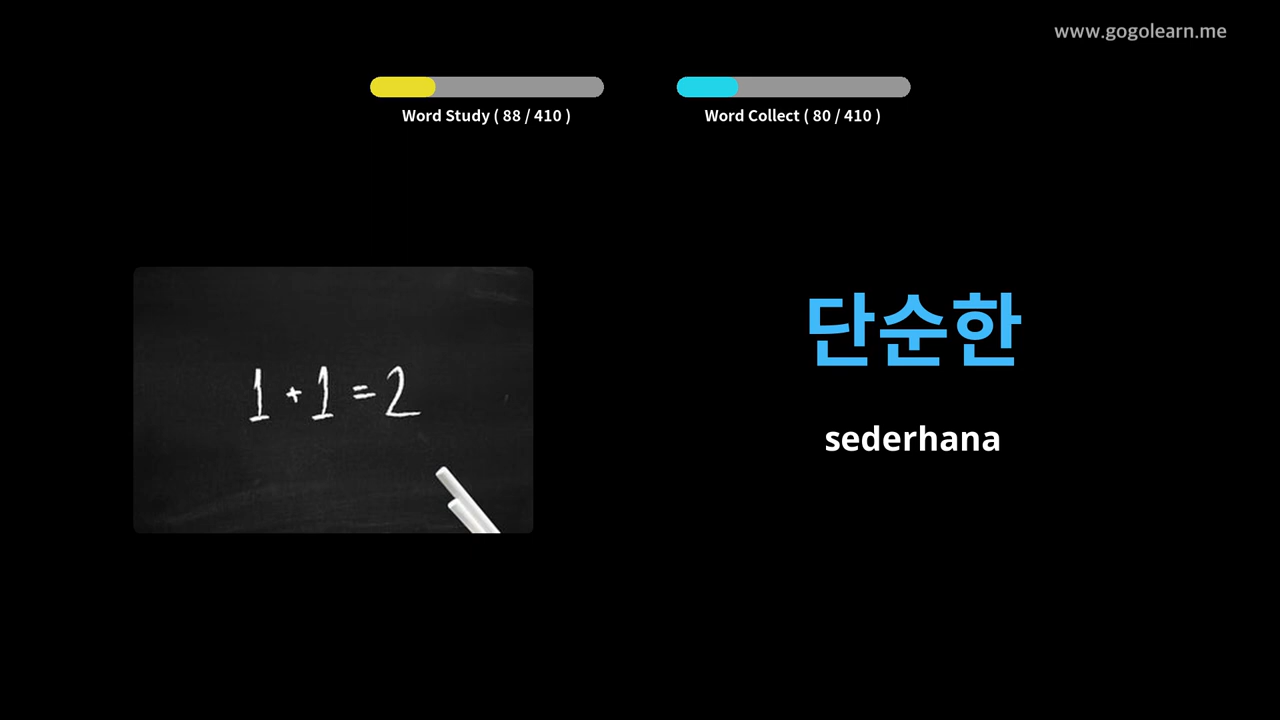 www.gogolearn.me
Word Study ( 88 / 410 )
Word Collect ( 80 / 410 )
1 + 1 = 2
단순한
sederhana